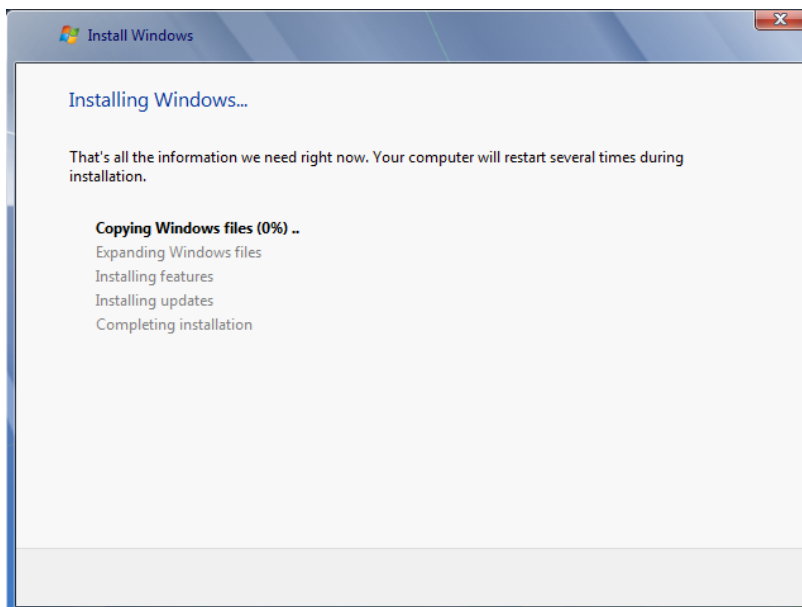 Install Windows
Installing Windows...
That's all the information we need right now. Your computer will restart several times during
installation.
Copying Windows files (0%) ..
Expanding Windows files
Installing features
Installing updates
Completing installation